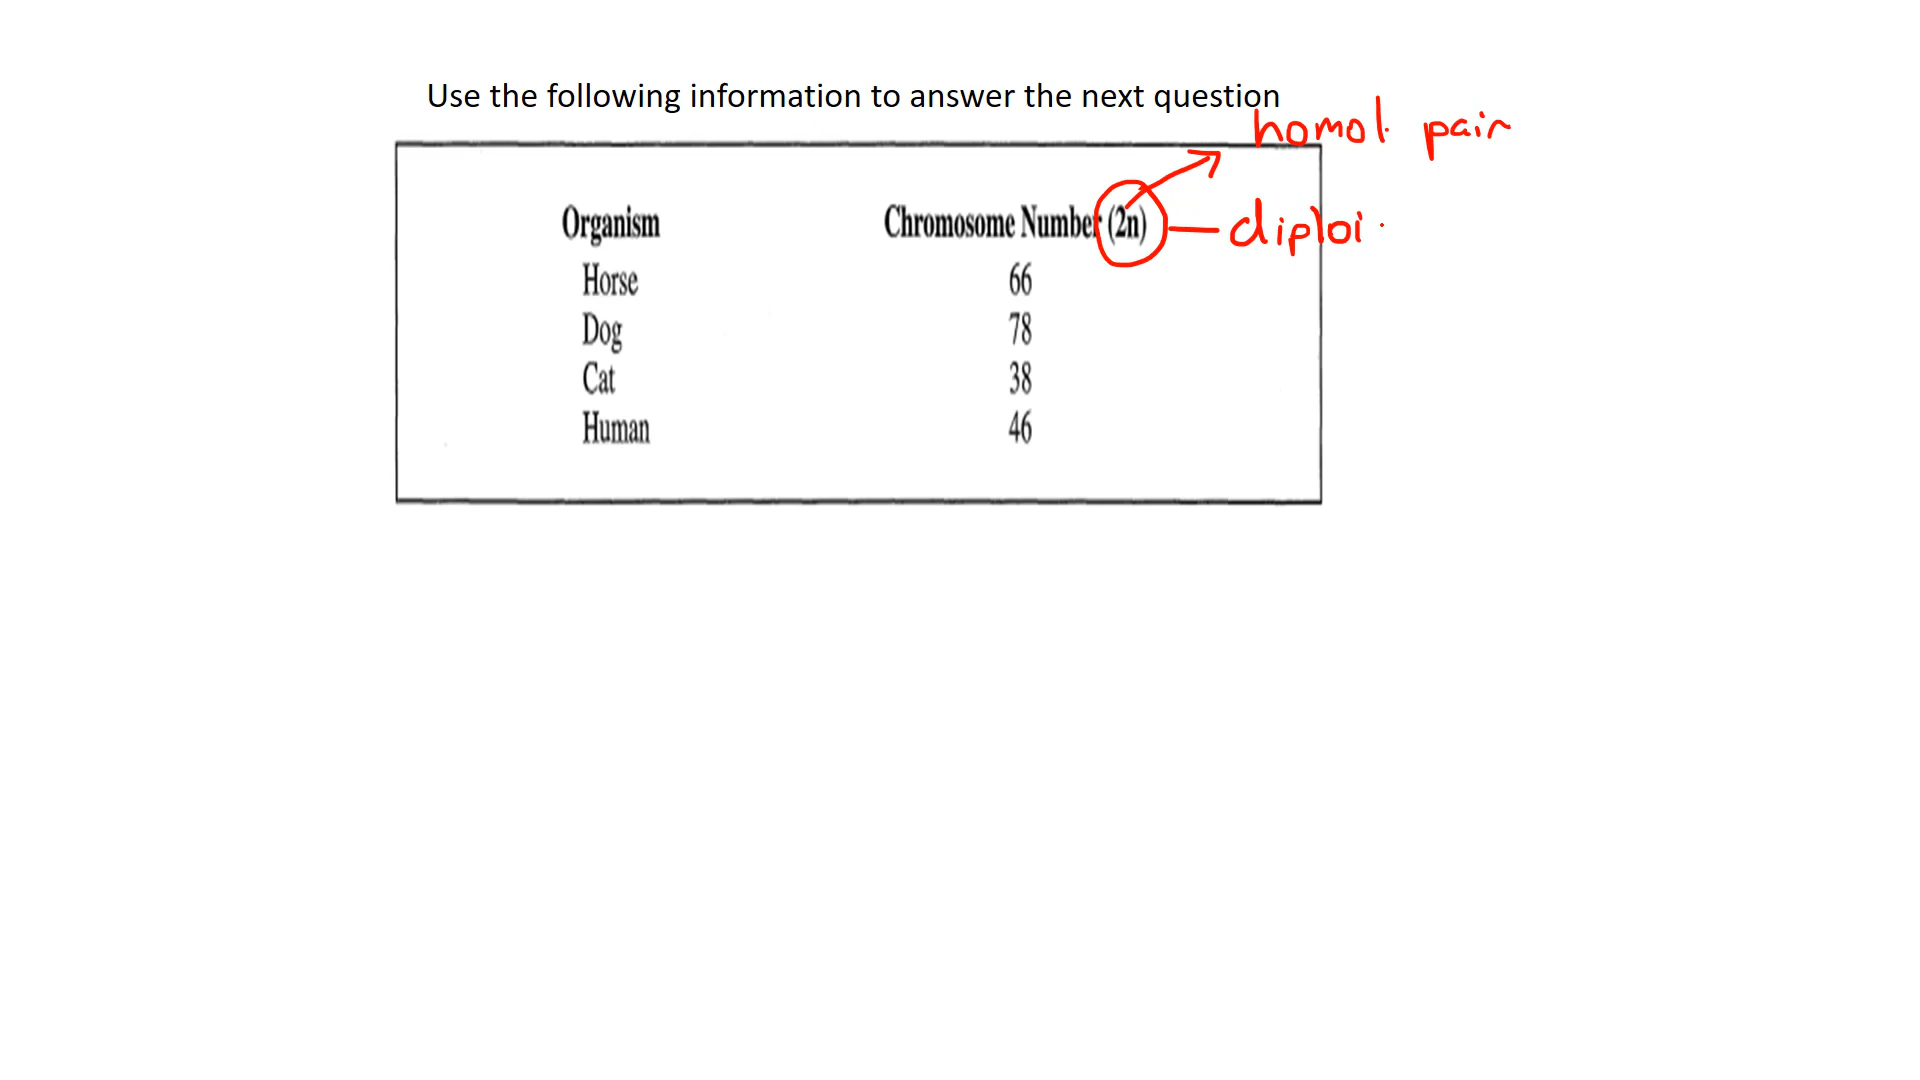 Use the following information to answer the next question
homol. pair
Organism Chromosome Number (2n) diploi
Horse 66
Dog 78
Cat 38
Human 46